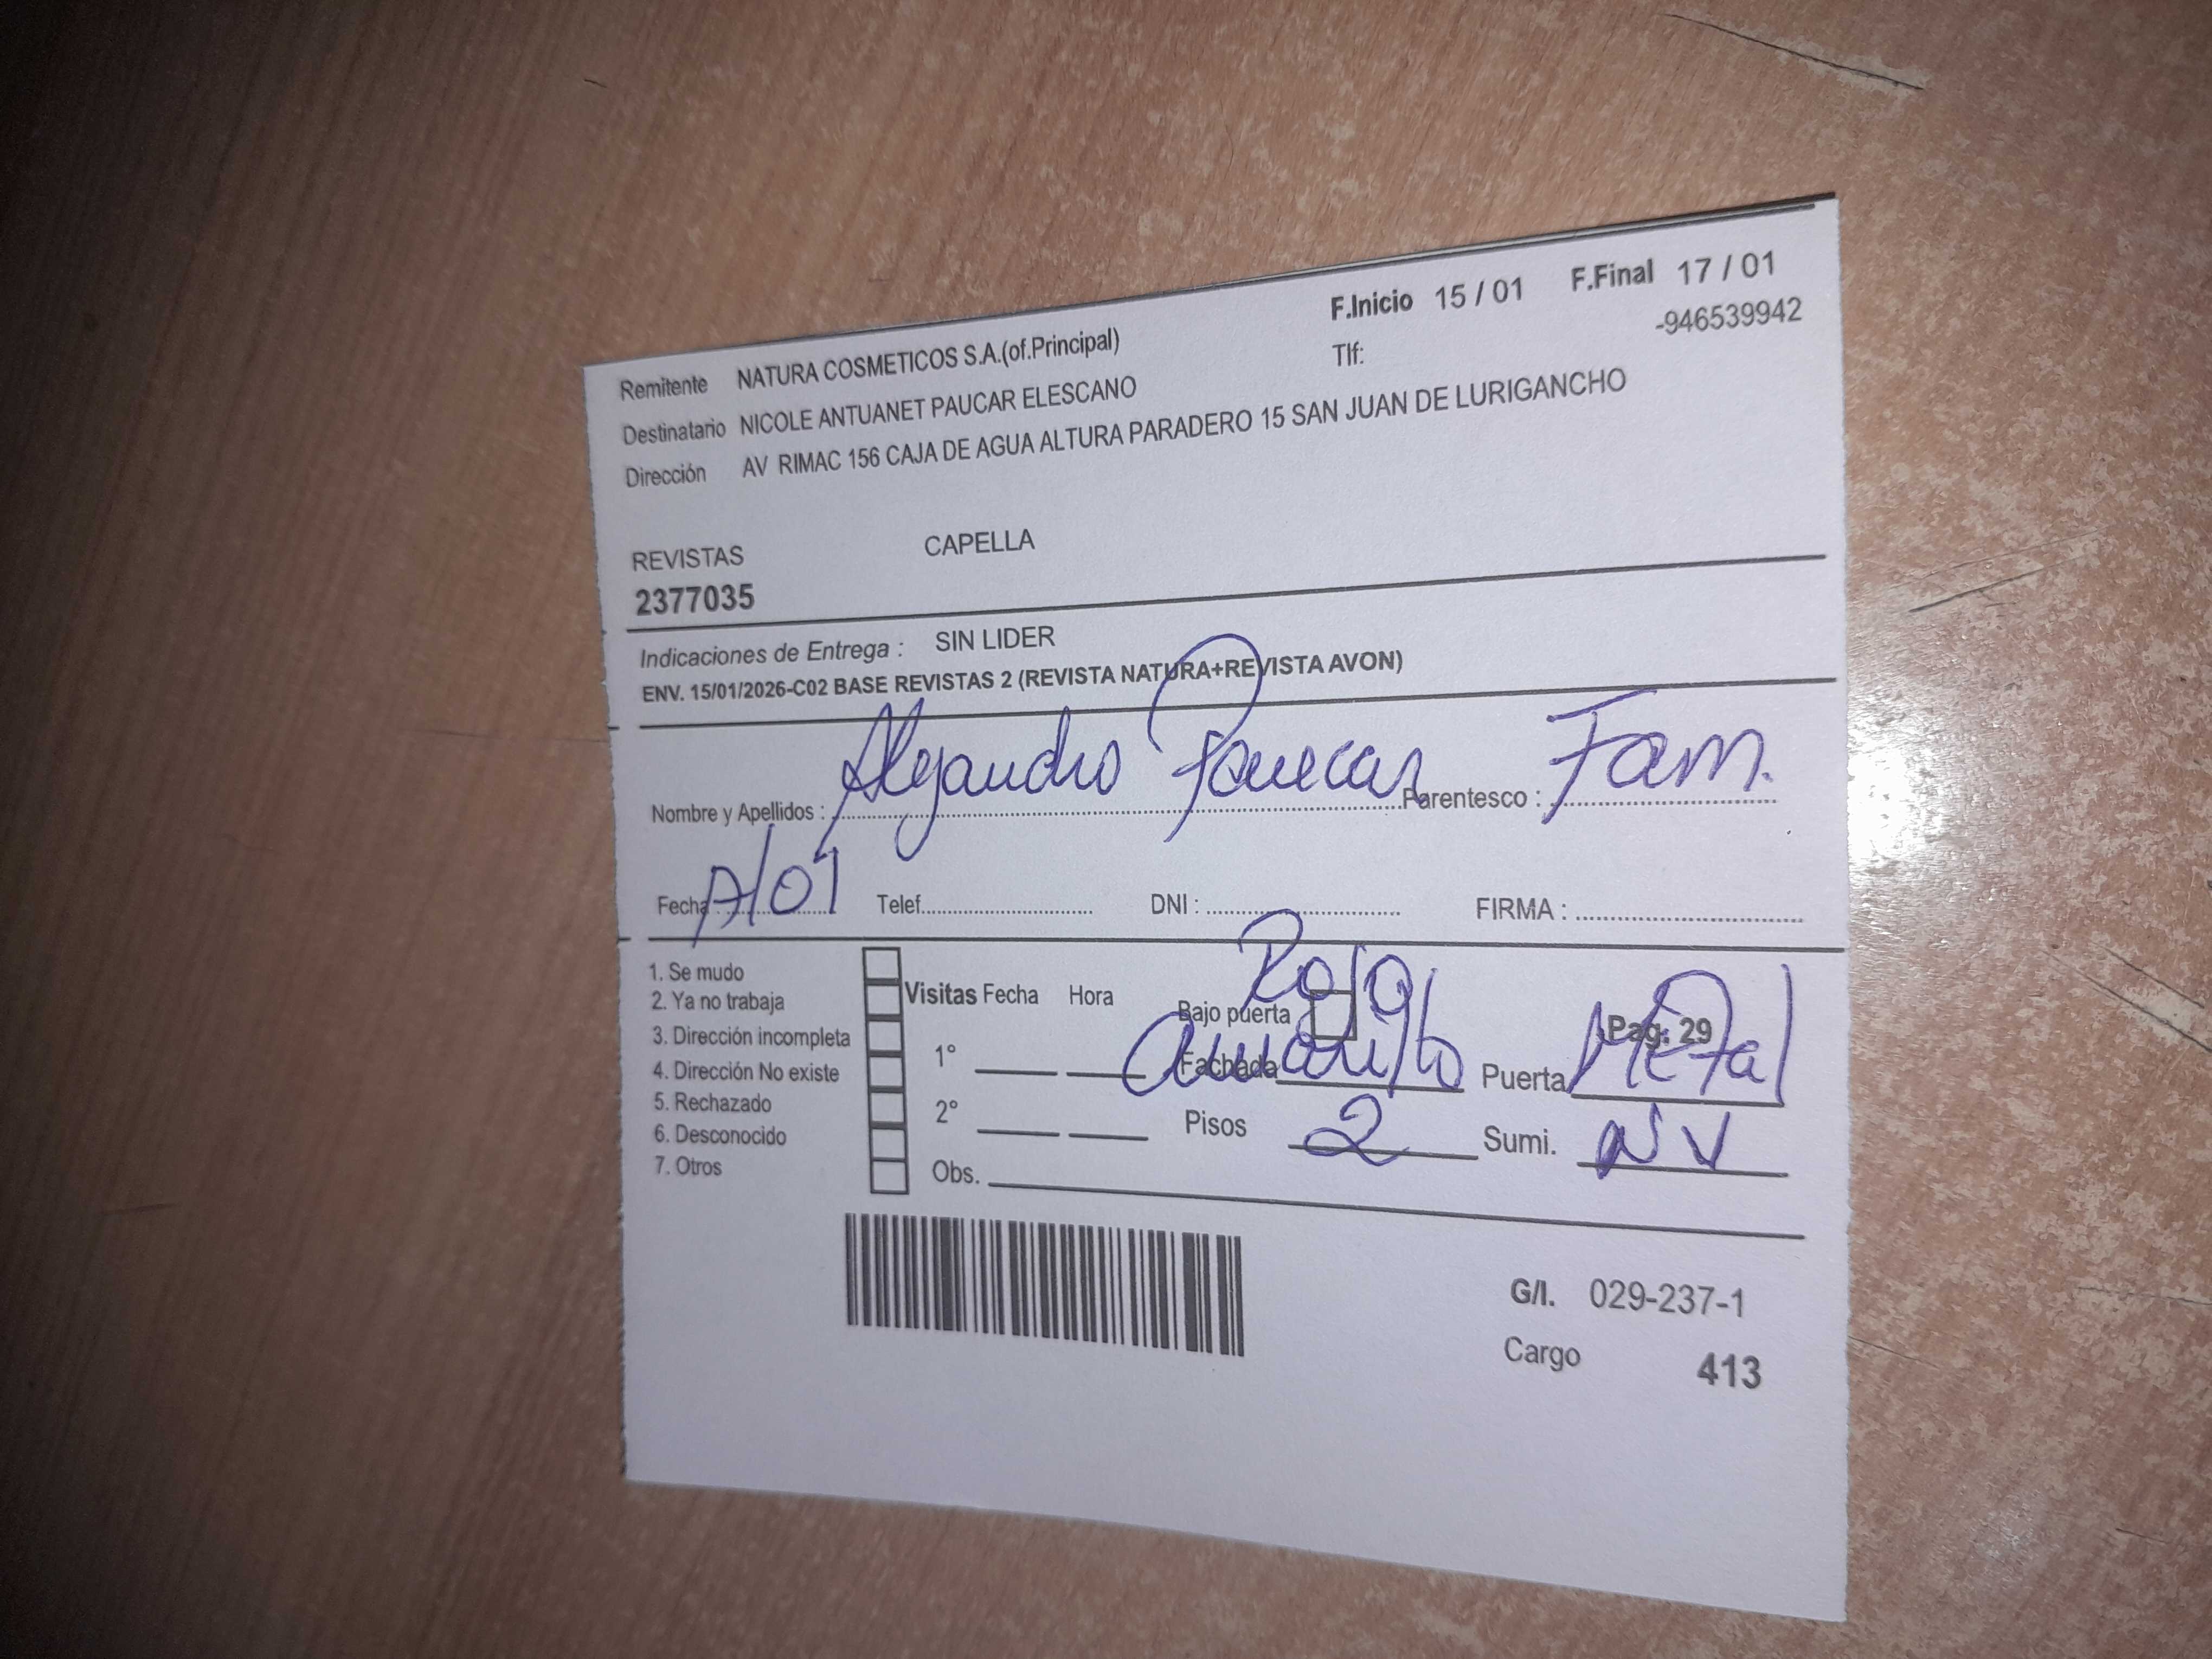 F.Inicio 15 / 01 F.Final 17 / 01
Remitente NATURA COSMETICOS S.A.(of.Principal) Tlf: -946539942
Destinatario NICOLE ANTUANET PAUCAR ELESCANO
Dirección AV RIMAC 156 CAJA DE AGUA ALTURA PARADERO 15 SAN JUAN DE LURIGANCHO
REVISTAS CAPELLA
2377035
Indicaciones de Entrega : SIN LIDER
ENV. 15/01/2026-C02 BASE REVISTAS 2 (REVISTA NATURA+REVISTA AVON)
Nombre y Apellidos : Alejandro Paucar Parentesco : Fam.
Fecha : /01 Telef. DNI : FIRMA :
1. Se mudo
2. Ya no trabaja
3. Dirección incompleta
4. Dirección No existe
5. Rechazado
6. Desconocido
7. Otros
Visitas Fecha Hora
1°
2°
Obs.
Rojo
Bajo puerta Pag. 29
Fachada amarillo Puerta Metal
Pisos 2 Sumi. NV
G/I. 029-237-1
Cargo 413